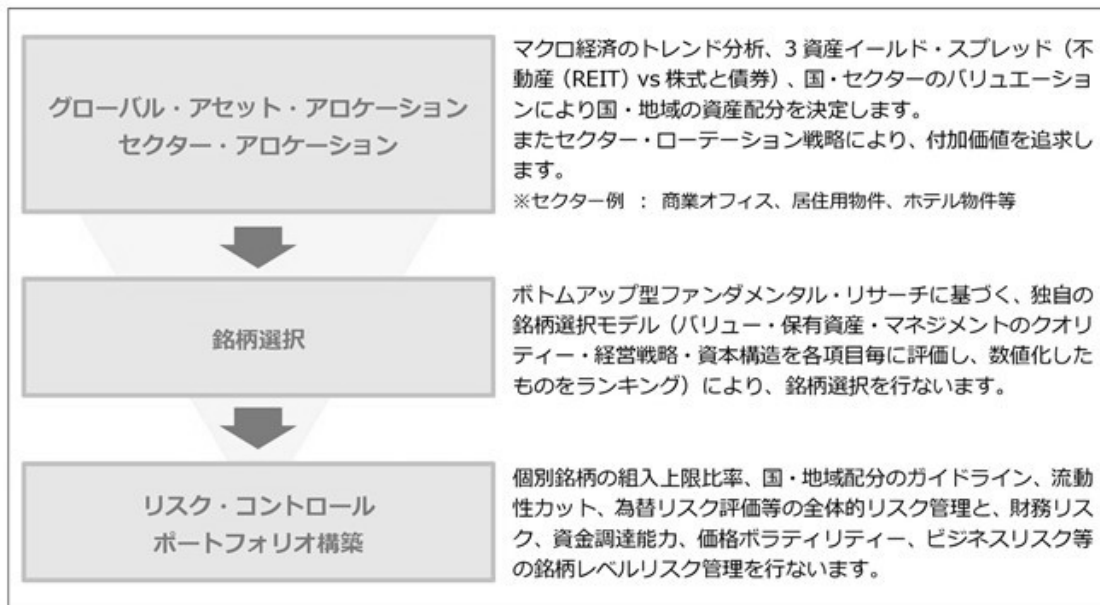 グローバル・アセット・アロケーション
セクター・アロケーション
マクロ経済のトレンド分析、3 資産イールド・スプレッド（不
動産（REIT）vs 株式と債券）、国・セクターのバリュエーショ
ンにより国・地域の資産配分を決定します。
またセクター・ローテーション戦略により、付加価値を追求し
ます。
※セクター例 ： 商業オフィス、居住用物件、ホテル物件等
銘柄選択
ボトムアップ型ファンダメンタル・リサーチに基づく、独自の
銘柄選択モデル（バリュー・保有資産・マネジメントのクオリ
ティー・経営戦略・資本構造を各項目毎に評価し、数値化した
ものをランキング）により、銘柄選択を行ないます。
リスク・コントロール
ポートフォリオ構築
個別銘柄の組入上限比率、国・地域配分のガイドライン、流動
性カット、為替リスク評価等の全体的リスク管理と、財務リス
ク、資金調達能力、価格ボラティリティー、ビジネスリスク等
の銘柄レベルリスク管理を行ないます。